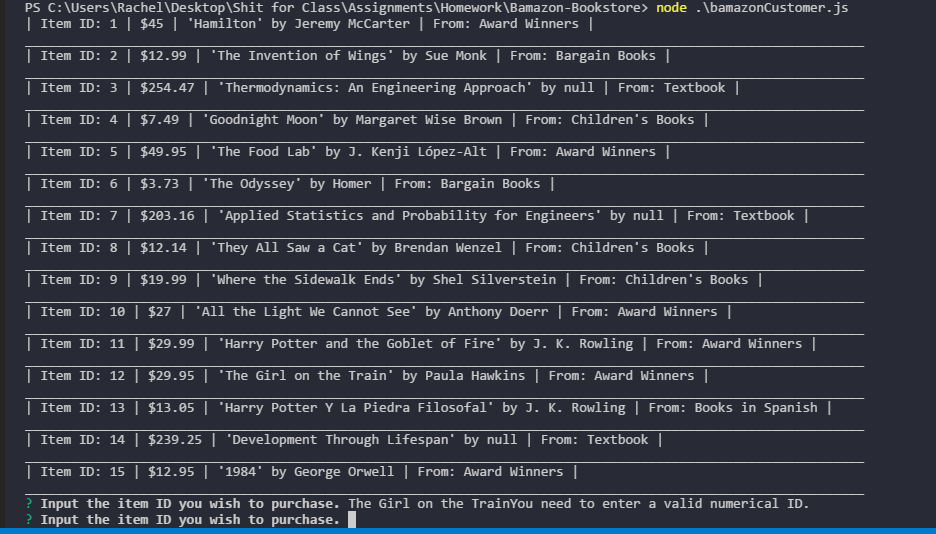 PS C:\Users\Rachel\Desktop\Shit for Class\Assignments\Homework\Bamazon-Bookstore> node .\bamazonCustomer.js
| Item ID: 1 | $45 | 'Hamilton' by Jeremy McCarter | From: Award Winners |
| Item ID: 2 | $12.99 | 'The Invention of Wings' by Sue Monk | From: Bargain Books |
| Item ID: 3 | $254.47 | 'Thermodynamics: An Engineering Approach' by null | From: Textbook |
| Item ID: 4 | $7.49 | 'Goodnight Moon' by Margaret Wise Brown | From: Children's Books |
| Item ID: 5 | $49.95 | 'The Food Lab' by J. Kenji López-Alt | From: Award Winners |
| Item ID: 6 | $3.73 | 'The Odyssey' by Homer | From: Bargain Books |
| Item ID: 7 | $203.16 | 'Applied Statistics and Probability for Engineers' by null | From: Textbook |
| Item ID: 8 | $12.14 | 'They All Saw a Cat' by Brendan Wenzel | From: Children's Books |
| Item ID: 9 | $19.99 | 'Where the Sidewalk Ends' by Shel Silverstein | From: Children's Books |
| Item ID: 10 | $27 | 'All the Light We Cannot See' by Anthony Doerr | From: Award Winners |
| Item ID: 11 | $29.99 | 'Harry Potter and the Goblet of Fire' by J. K. Rowling | From: Award Winners |
| Item ID: 12 | $29.95 | 'The Girl on the Train' by Paula Hawkins | From: Award Winners |
| Item ID: 13 | $13.05 | 'Harry Potter Y La Piedra Filosofal' by J. K. Rowling | From: Books in Spanish |
| Item ID: 14 | $239.25 | 'Development Through Lifespan' by null | From: Textbook |
| Item ID: 15 | $12.95 | '1984' by George Orwell | From: Award Winners |
? Input the item ID you wish to purchase. The Girl on the TrainYou need to enter a valid numerical ID.
? Input the item ID you wish to purchase.